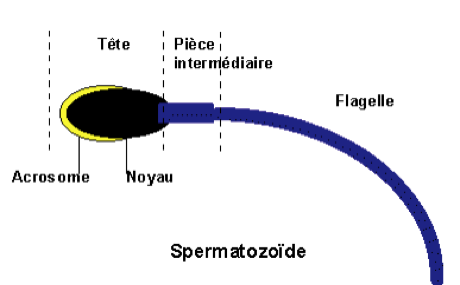 Tête
Pièce
intermédiaire
Flagelle
Acrosome
Noyau
Spermatozoïde